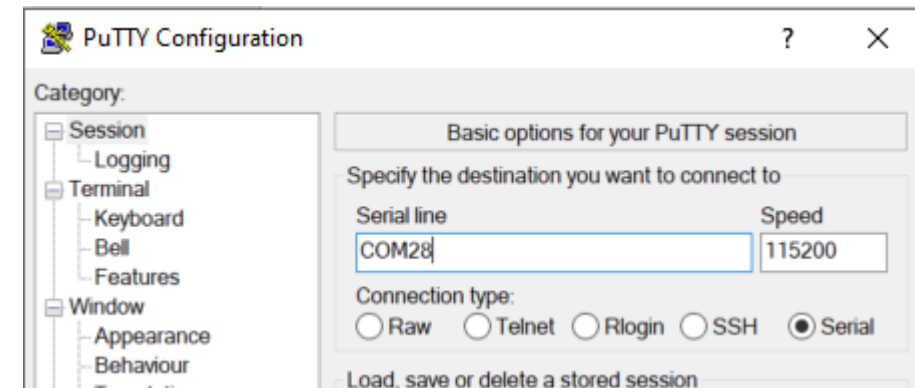 PuTTY Configuration ? X
Category:
Session
Logging
Terminal
Keyboard
Bell
Features
Window
Appearance
Behaviour
Basic options for your PuTTY session
Specify the destination you want to connect to
Serial line Speed
COM28 115200
Connection type:
Raw Telnet Rlogin SSH Serial
Load, save or delete a stored session